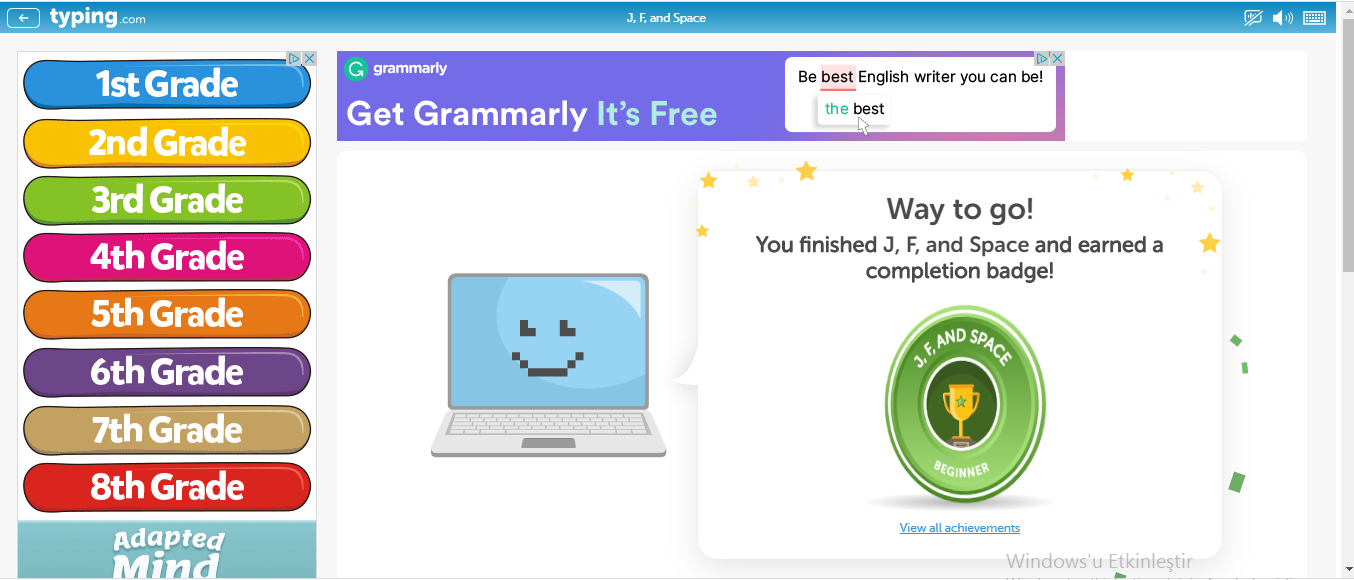 typing.com
J, F, and Space
1st Grade
2nd Grade
3rd Grade
4th Grade
5th Grade
6th Grade
7th Grade
8th Grade
Adapted
Mind
grammarly
Get Grammarly It's Free
Be best English writer you can be!
the best
Way to go!
You finished J, F, and Space and earned a
completion badge!
J, F, AND SPACE
BEGINNER
View all achievements
Windows'u Etkinleştir